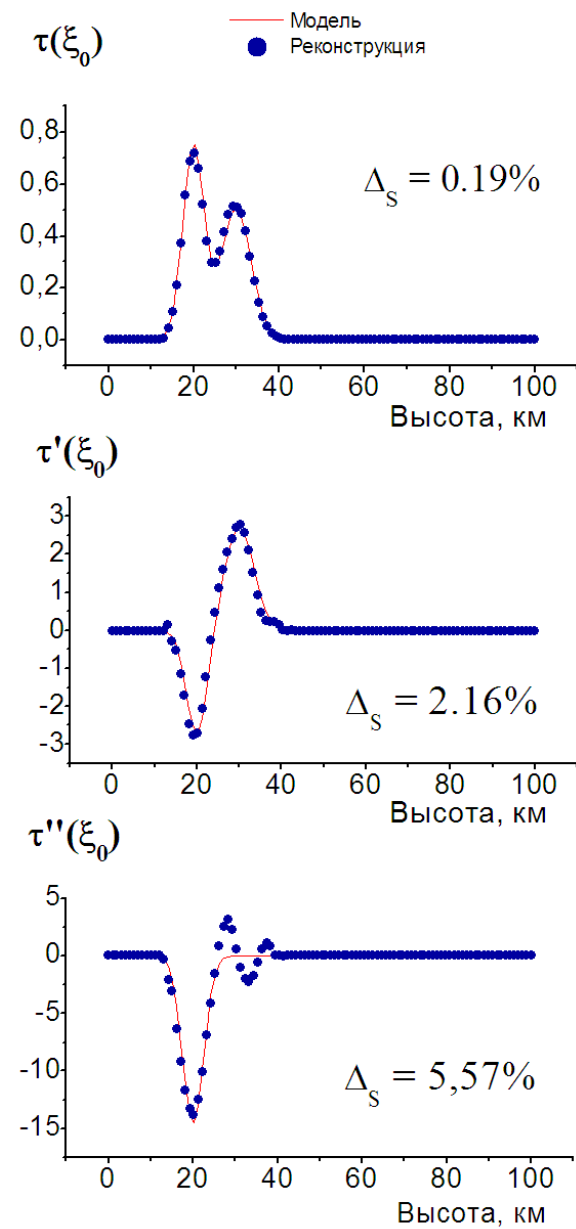 Модель
Реконструкция
τ(ξ₀)
0,8
0,6
0,4
0,2
0,0
Δ_S = 0.19%
0 20 40 60 80 100
Высота, км
τ'(ξ₀)
3
2
1
0
-1
-2
-3
Δ_S = 2.16%
0 20 40 60 80 100
Высота, км
τ''(ξ₀)
5
0
-5
-10
-15
Δ_S = 5,57%
0 20 40 60 80 100
Высота, км